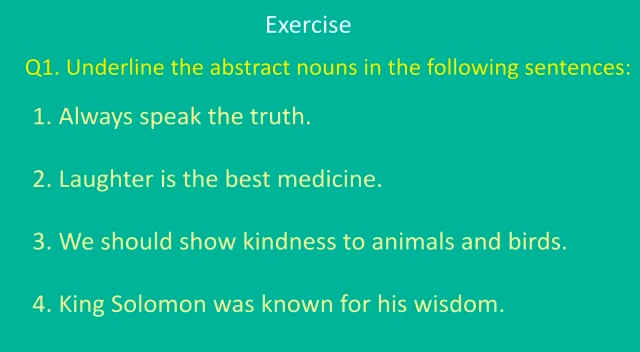 Exercise
Q1. Underline the abstract nouns in the following sentences:
1. Always speak the truth.
2. Laughter is the best medicine.
3. We should show kindness to animals and birds.
4. King Solomon was known for his wisdom.